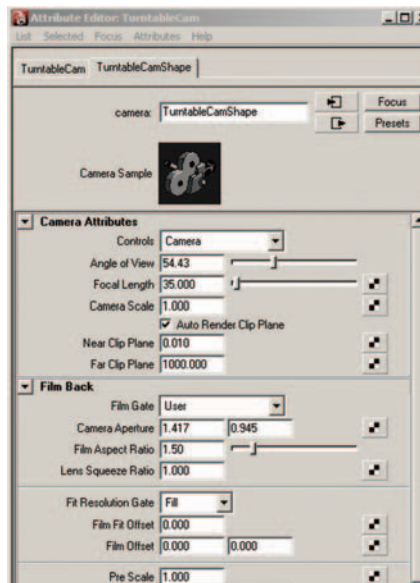 Attribute Editor: TurntableCam
List Selected Focus Attributes Help
TurntableCam TurntableCamShape
camera: TurntableCamShape Focus
Presets
Camera Sample
Camera Attributes
Controls Camera
Angle of View 54.43
Focal Length 35.000
Camera Scale 1.000
Auto Render Clip Plane
Near Clip Plane 0.010
Far Clip Plane 1000.000
Film Back
Film Gate User
Camera Aperture 1.417 0.945
Film Aspect Ratio 1.50
Lens Squeeze Ratio 1.000
Fit Resolution Gate Fill
Film Fit Offset 0.000
Film Offset 0.000 0.000
Pre Scale 1.000